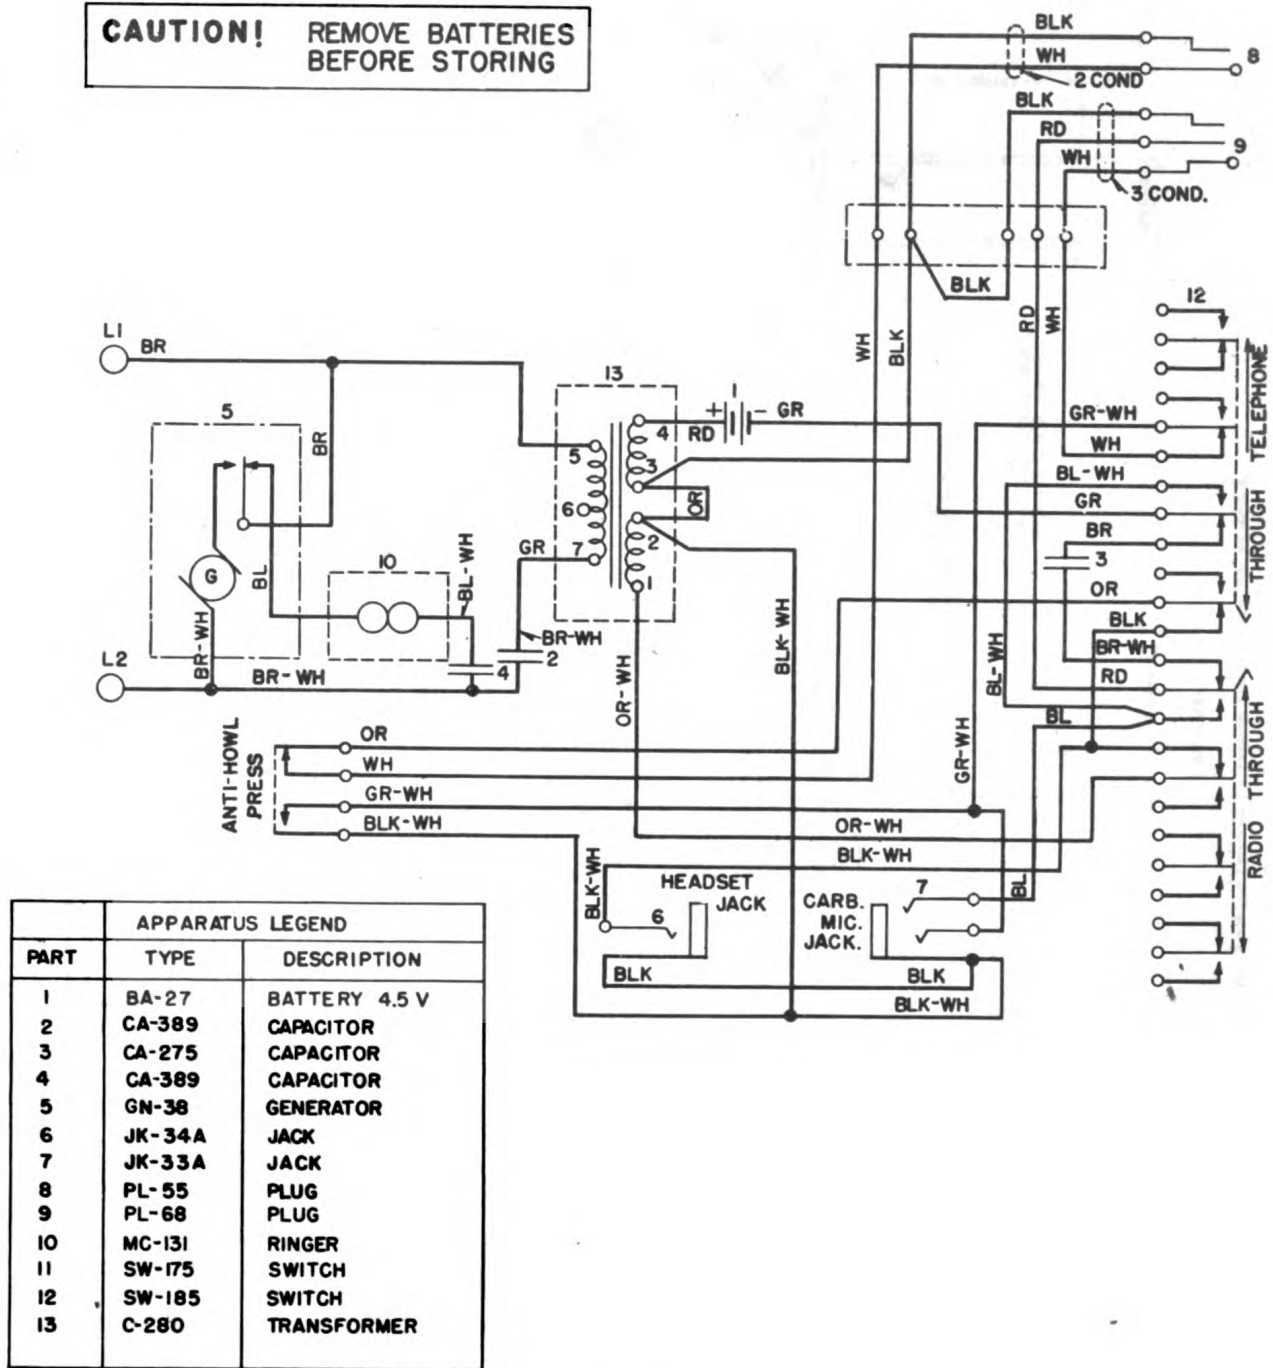 CAUTION! REMOVE BATTERIES
BEFORE STORING
BLK
WH
8
2 COND
BLK
RD
WH
9
3 COND.
BLK
WH
BLK
RD
WH
12
L1
BR
13
1
+
-
GR
RD
4
5
BR
5
3
6
OR
2
7
1
GR
GR-WH
WH
BL-WH
GR
BR
3
OR
BLK
BR-WH
RD
BL
TELEPHONE
THROUGH
THROUGH
RADIO
G
BL
10
BL-WH
BR-WH
2
4
BR-WH
L2
BR-WH
OR-WH
BLK-WH
BL-WH
GR-WH
ANTI-HOWL
PRESS
OR
WH
GR-WH
BLK-WH
OR-WH
BLK-WH
BLK-WH
HEADSET
JACK
6
CARB.
MIC.
JACK.
7
BL
BLK
BLK
BLK-WH
APPARATUS LEGEND
PART TYPE DESCRIPTION
1 BA-27 BATTERY 4.5 V
2 CA-389 CAPACITOR
3 CA-275 CAPACITOR
4 CA-389 CAPACITOR
5 GN-38 GENERATOR
6 JK-34A JACK
7 JK-33A JACK
8 PL-55 PLUG
9 PL-68 PLUG
10 MC-131 RINGER
11 SW-175 SWITCH
12 SW-185 SWITCH
13 C-280 TRANSFORMER